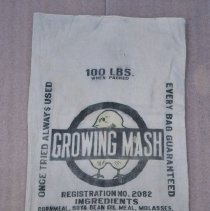 100 LBS.
WHEN PACKED
ONCE TRIED ALWAYS USED
EVERY BAG GUARANTEED
GROWING MASH
REGISTRATION NO. 2082
INGREDIENTS
CORNMEAL, SOYA BEAN OIL MEAL, MOLASSES,